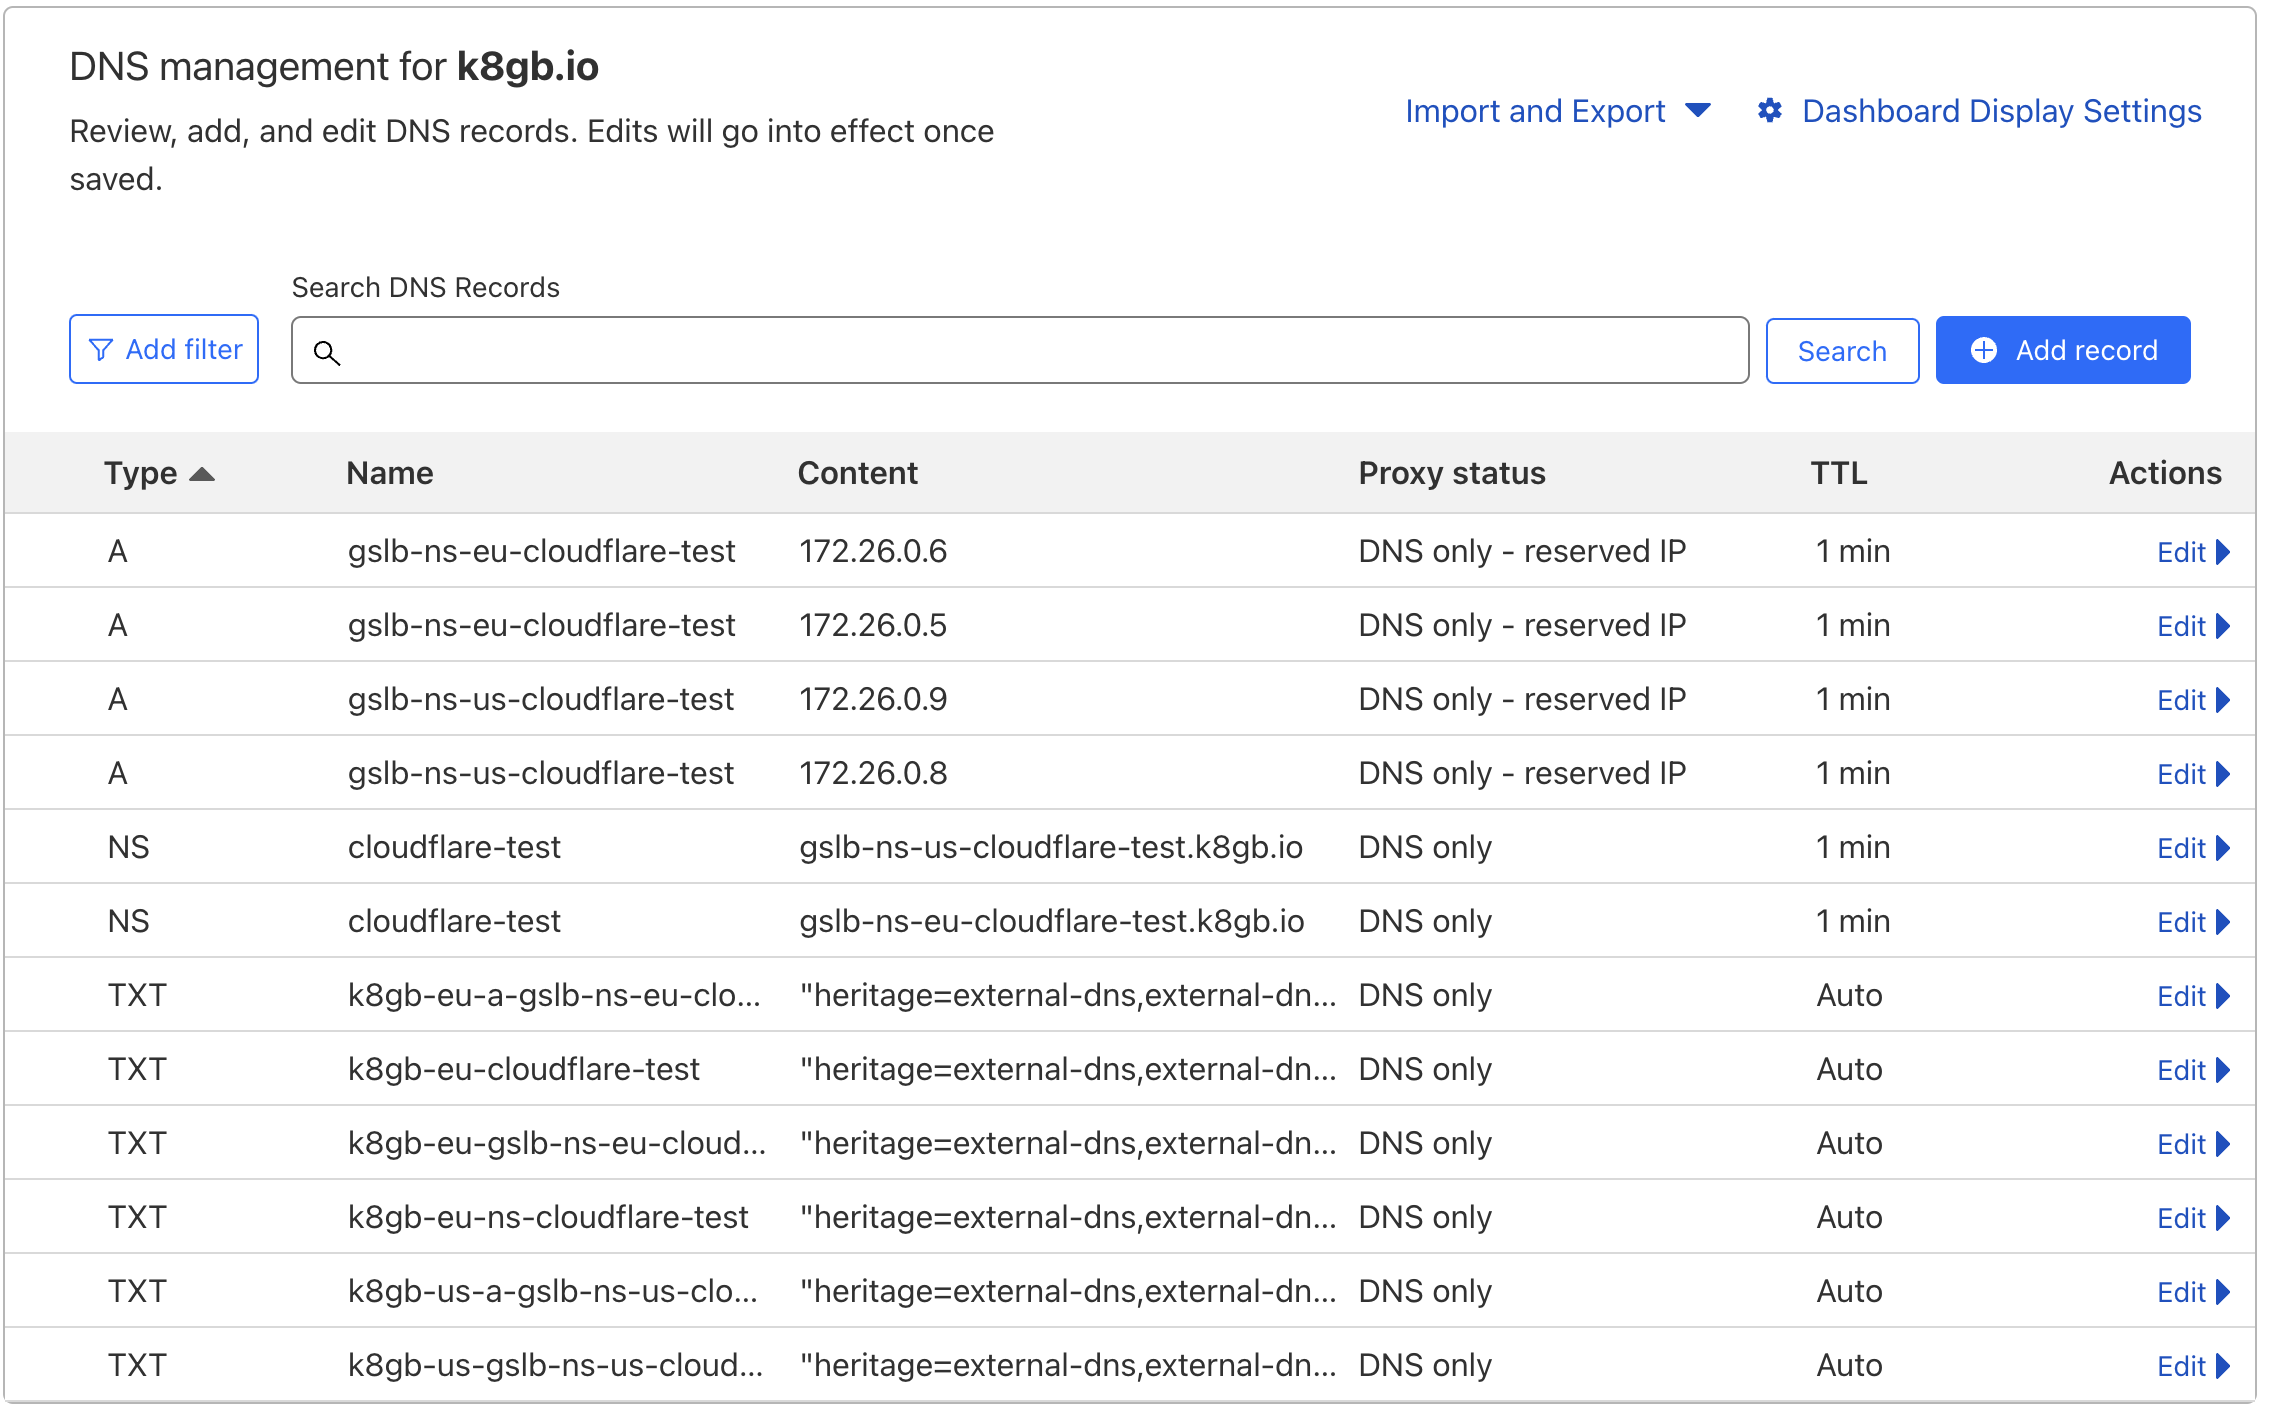 DNS management for k8gb.io
Review, add, and edit DNS records. Edits will go into effect once
saved.
Import and Export
Dashboard Display Settings
Search DNS Records
Add filter
Search
Add record
Type Name Content Proxy status TTL Actions
A gslb-ns-eu-cloudflare-test 172.26.0.6 DNS only - reserved IP 1 min Edit
A gslb-ns-eu-cloudflare-test 172.26.0.5 DNS only - reserved IP 1 min Edit
A gslb-ns-us-cloudflare-test 172.26.0.9 DNS only - reserved IP 1 min Edit
A gslb-ns-us-cloudflare-test 172.26.0.8 DNS only - reserved IP 1 min Edit
NS cloudflare-test gslb-ns-us-cloudflare-test.k8gb.io DNS only 1 min Edit
NS cloudflare-test gslb-ns-eu-cloudflare-test.k8gb.io DNS only 1 min Edit
TXT k8gb-eu-a-gslb-ns-eu-clo... "heritage=external-dns,external-dn... DNS only Auto Edit
TXT k8gb-eu-cloudflare-test "heritage=external-dns,external-dn... DNS only Auto Edit
TXT k8gb-eu-gslb-ns-eu-cloud... "heritage=external-dns,external-dn... DNS only Auto Edit
TXT k8gb-eu-ns-cloudflare-test "heritage=external-dns,external-dn... DNS only Auto Edit
TXT k8gb-us-a-gslb-ns-us-clo... "heritage=external-dns,external-dn... DNS only Auto Edit
TXT k8gb-us-gslb-ns-us-cloud... "heritage=external-dns,external-dn... DNS only Auto Edit